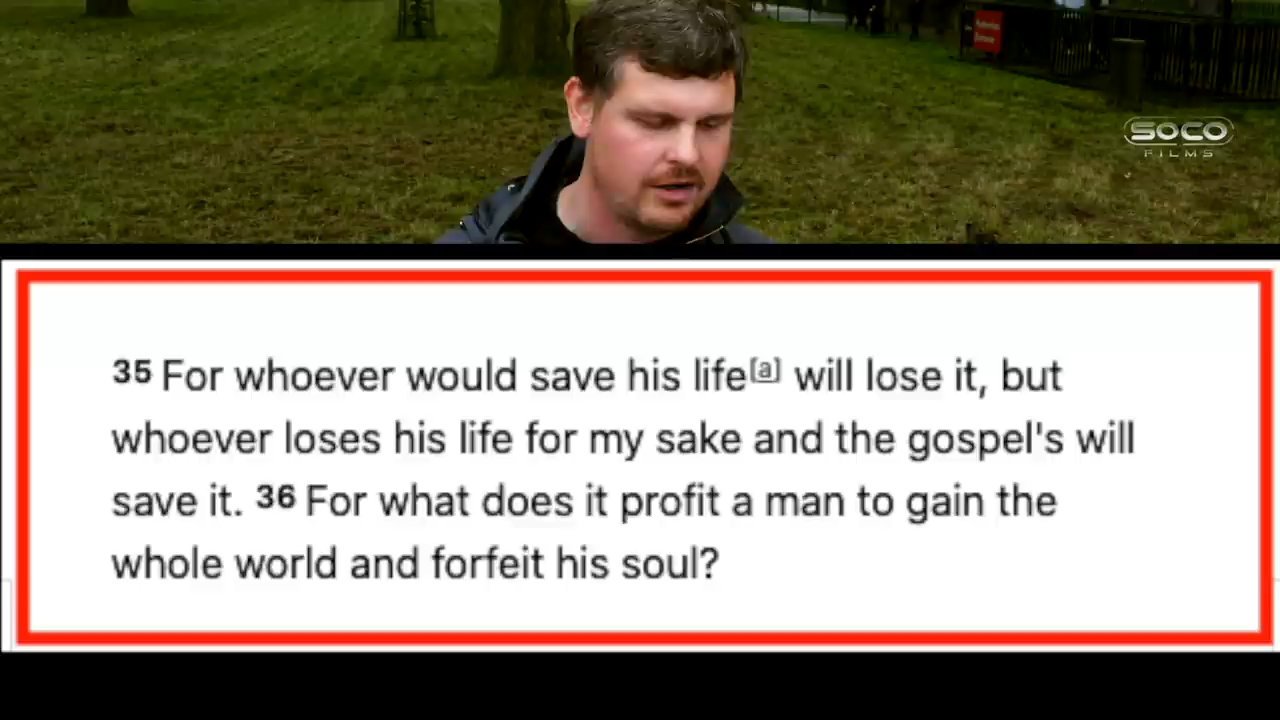 SOCO
FILMS
35 For whoever would save his life[a] will lose it, but
whoever loses his life for my sake and the gospel's will
save it. 36 For what does it profit a man to gain the
whole world and forfeit his soul?